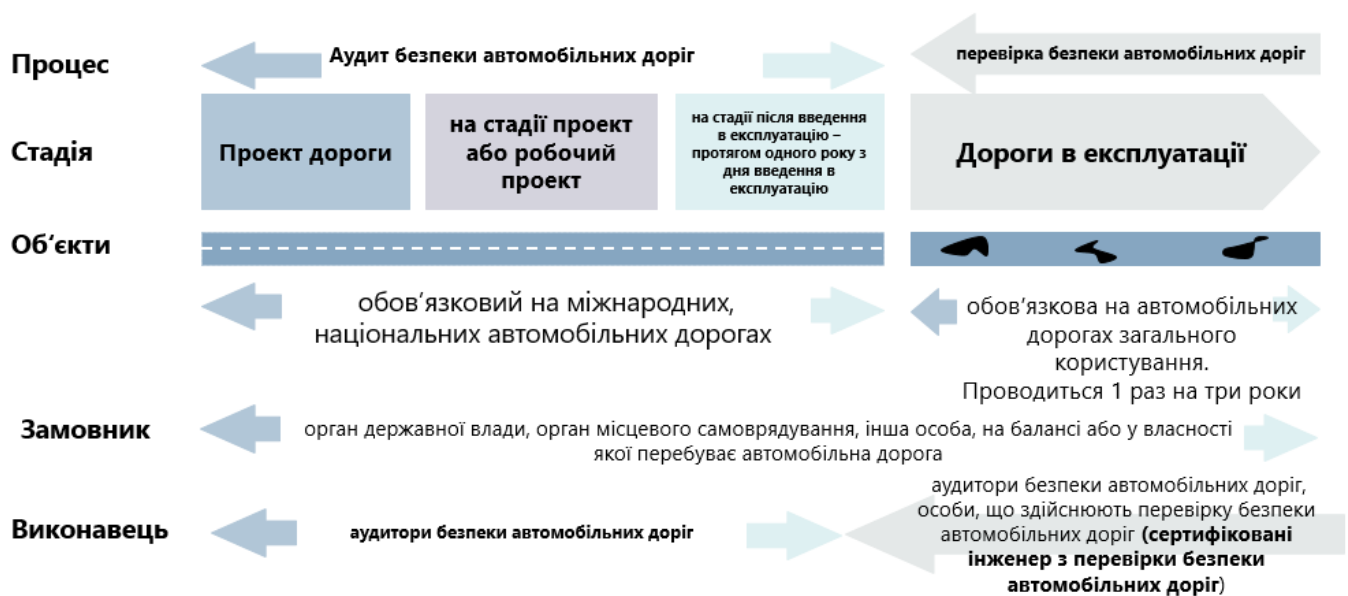 Процес
Аудит безпеки автомобільних доріг
перевірка безпеки автомобільних доріг
Стадія
Проект дороги
на стадії проект
або робочий
проект
на стадії після введення
в експлуатацію –
протягом одного року з
дня введення в
експлуатацію
Дороги в експлуатації
Об‘єкти
обов’язковий на міжнародних,
національних автомобільних дорогах
обов’язкова на автомобільних
дорогах загального
користування.
Проводиться 1 раз на три роки
Замовник
орган державної влади, орган місцевого самоврядування, інша особа, на балансі або у власності
якої перебуває автомобільна дорога
Виконавець
аудитори безпеки автомобільних доріг
аудитори безпеки автомобільних доріг,
особи, що здійснюють перевірку безпеки
автомобільних доріг (сертифіковані
інженер з перевірки безпеки
автомобільних доріг)